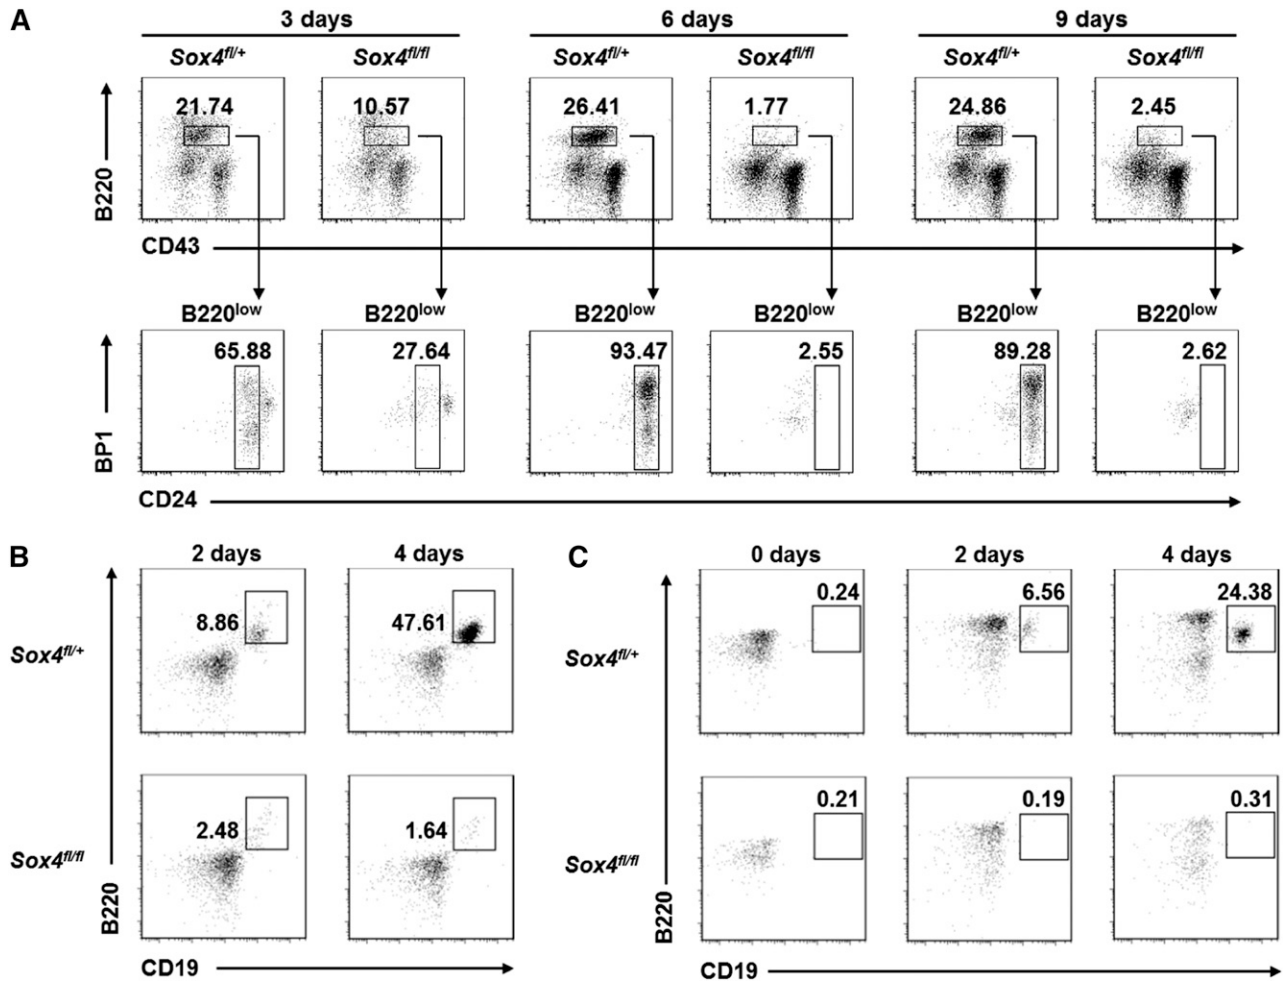 A
3 days 6 days 9 days
Sox4fl/+ Sox4fl/fl Sox4fl/+ Sox4fl/fl Sox4fl/+ Sox4fl/fl
21.74 10.57 26.41 1.77 24.86 2.45
B220
CD43
B220low B220low B220low B220low B220low B220low
65.88 27.64 93.47 2.55 89.28 2.62
BP1
CD24
B
2 days 4 days
Sox4fl/+
8.86 47.61
Sox4fl/fl
2.48 1.64
B220
CD19
C
0 days 2 days 4 days
Sox4fl/+
0.24 6.56 24.38
Sox4fl/fl
0.21 0.19 0.31
B220
CD19